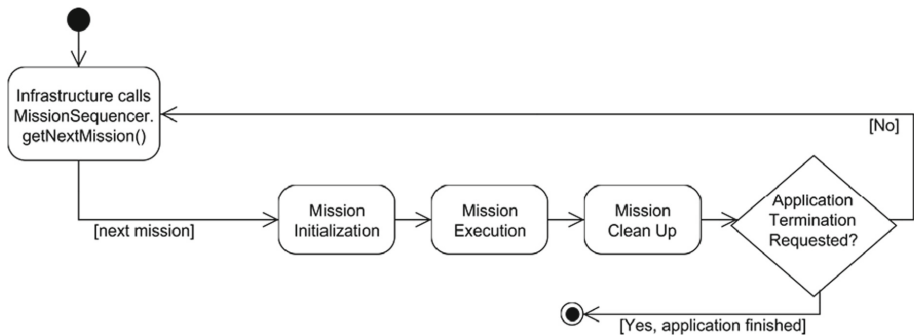 Infrastructure calls
MissionSequencer.
getNextMission()
[No]
[next mission]
Mission
Initialization
Mission
Execution
Mission
Clean Up
Application
Termination
Requested?
[Yes, application finished]